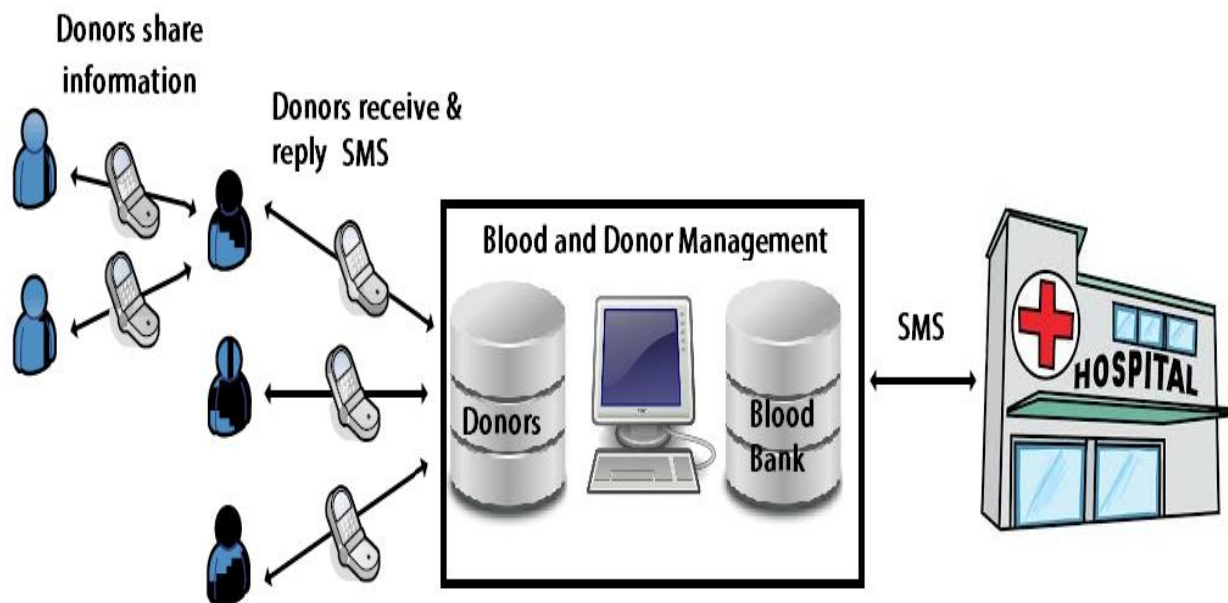 Donors share
information
Donors receive &
reply SMS
Blood and Donor Management
Donors
Blood
Bank
SMS
HOSPITAL